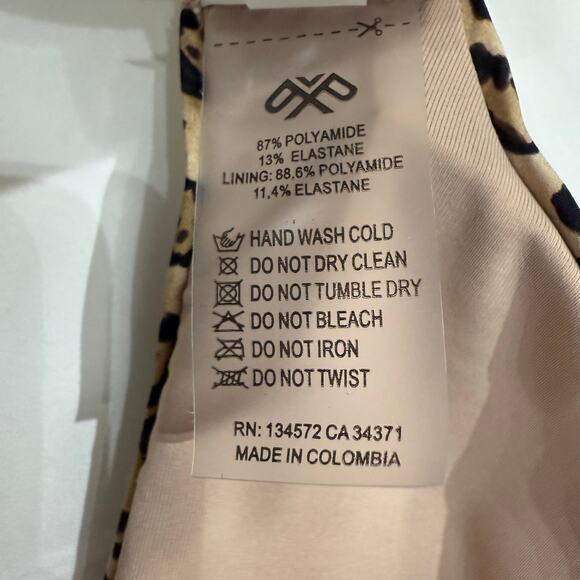 87% POLYAMIDE
13% ELASTANE
LINING: 88,6% POLYAMIDE
11,4% ELASTANE
HAND WASH COLD
DO NOT DRY CLEAN
DO NOT TUMBLE DRY
DO NOT BLEACH
DO NOT IRON
DO NOT TWIST
RN: 134572 CA 34371
MADE IN COLOMBIA